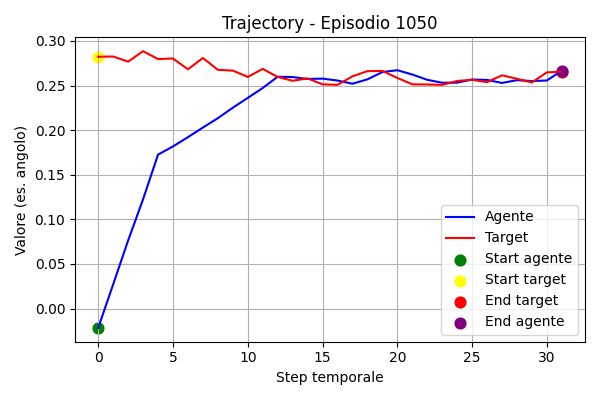 Trajectory - Episodio 1050
Valore (es. angolo)
0.30
0.25
0.20
0.15
0.10
0.05
0.00
0 5 10 15 20 25 30
Step temporale
Agente
Target
Start agente
Start target
End target
End agente